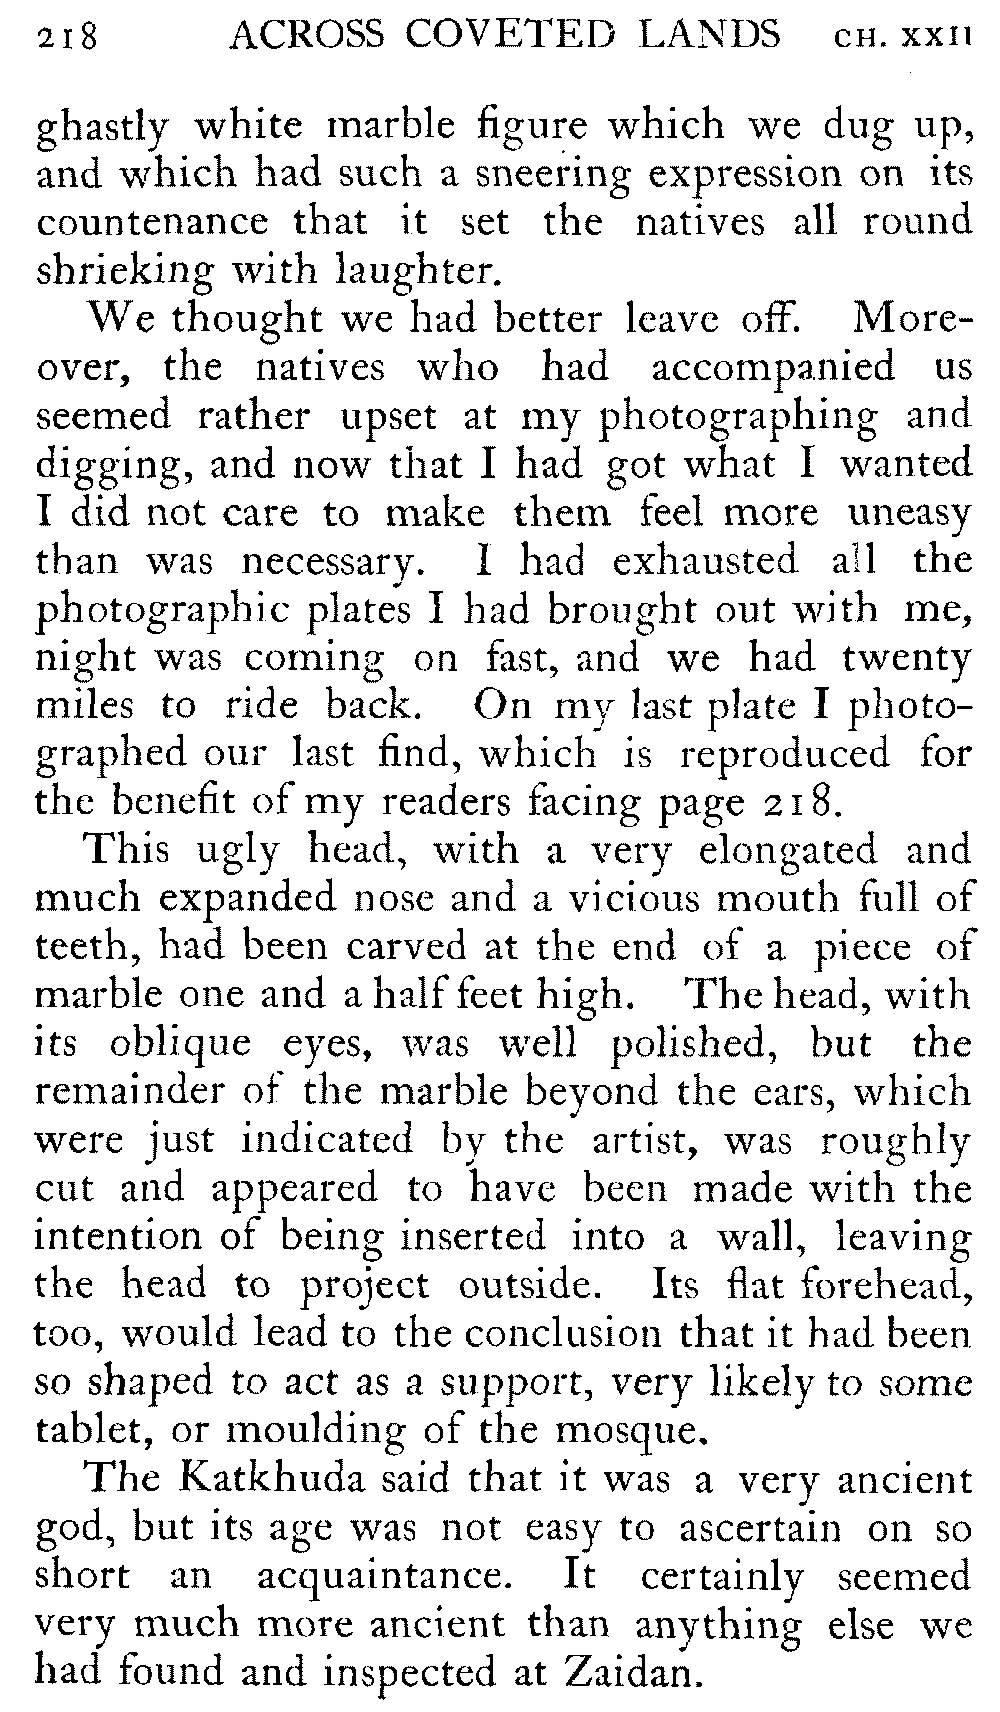 218 ACROSS COVETED LANDS CH. XXII
ghastly white marble figure which we dug up,
and which had such a sneering expression on its
countenance that it set the natives all round
shrieking with laughter.
We thought we had better leave off. More-
over, the natives who had accompanied us
seemed rather upset at my photographing and
digging, and now that I had got what I wanted
I did not care to make them feel more uneasy
than was necessary. I had exhausted all the
photographic plates I had brought out with me,
night was coming on fast, and we had twenty
miles to ride back. On my last plate I photo-
graphed our last find, which is reproduced for
the benefit of my readers facing page 218.
This ugly head, with a very elongated and
much expanded nose and a vicious mouth full of
teeth, had been carved at the end of a piece of
marble one and a half feet high. The head, with
its oblique eyes, was well polished, but the
remainder of the marble beyond the ears, which
were just indicated by the artist, was roughly
cut and appeared to have been made with the
intention of being inserted into a wall, leaving
the head to project outside. Its flat forehead,
too, would lead to the conclusion that it had been
so shaped to act as a support, very likely to some
tablet, or moulding of the mosque.
The Katkhuda said that it was a very ancient
god, but its age was not easy to ascertain on so
short an acquaintance. It certainly seemed
very much more ancient than anything else we
had found and inspected at Zaidan.